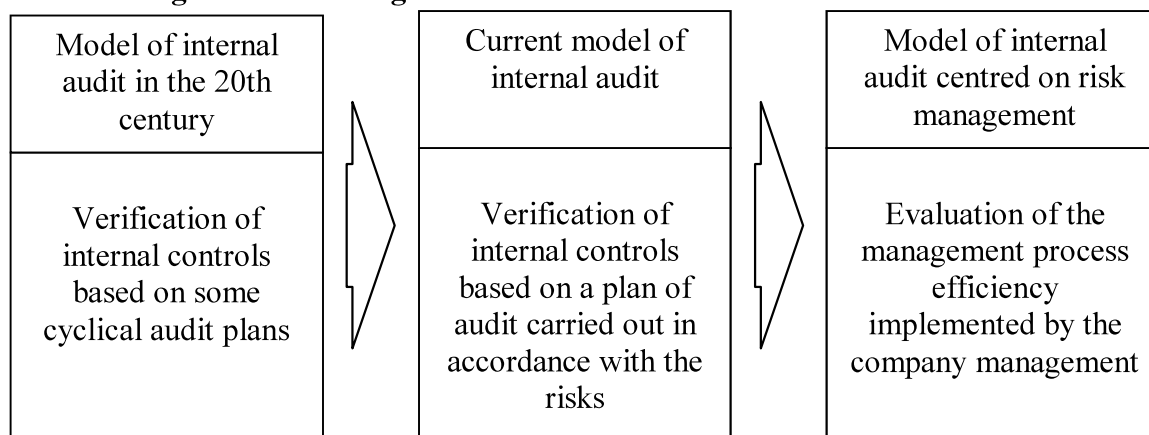 Model of internal
audit in the 20th
century
Verification of
internal controls
based on some
cyclical audit plans
Current model of
internal audit
Verification of
internal controls
based on a plan of
audit carried out in
accordance with the
risks
Model of internal
audit centred on risk
management
Evaluation of the
management process
efficiency
implemented by the
company management